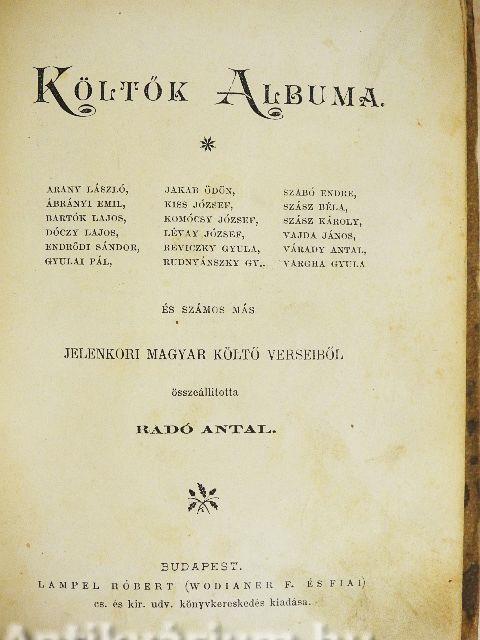 KÖLTŐK ALBUMA.
ARANY LÁSZLÓ,
ÁBRÁNYI EMIL,
BARTÓK LAJOS,
DÓCZY LAJOS,
ENDRŐDI SÁNDOR,
GYULAI PÁL,
JAKAB ÖDÖN,
KISS JÓZSEF,
KOMÓCSY JÓZSEF,
LÉVAY JÓZSEF,
REVICZKY GYULA,
RUDNYÁNSZKY GY.,
SZABÓ ENDRE,
SZÁSZ BÉLA,
SZÁSZ KÁROLY,
VAJDA JÁNOS,
VÁRADY ANTAL,
VARGHA GYULA
ÉS SZÁMOS MÁS
JELENKORI MAGYAR KÖLTŐ VERSEIBŐL
összeállitotta
RADÓ ANTAL.
BUDAPEST.
LAMPEL RÓBERT (WODIANER F. ÉS FIAI)
cs. és kir. udv. könyvkereskedés kiadása.
Antikvárium.hu